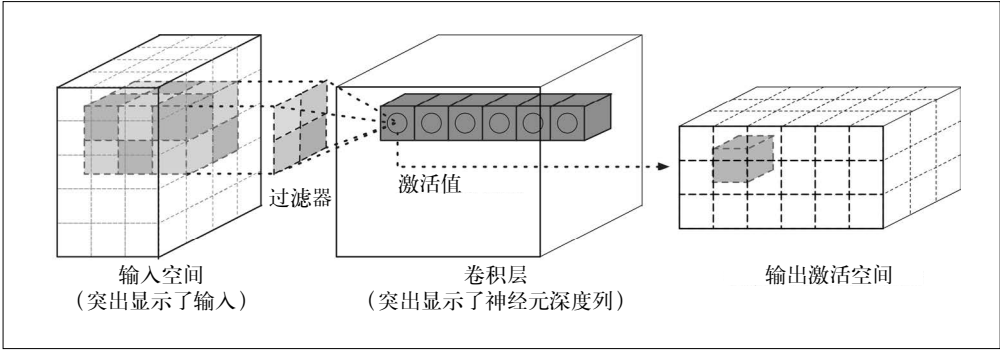 过滤器
激活值
输入空间
（突出显示了输入）
卷积层
（突出显示了神经元深度列）
输出激活空间